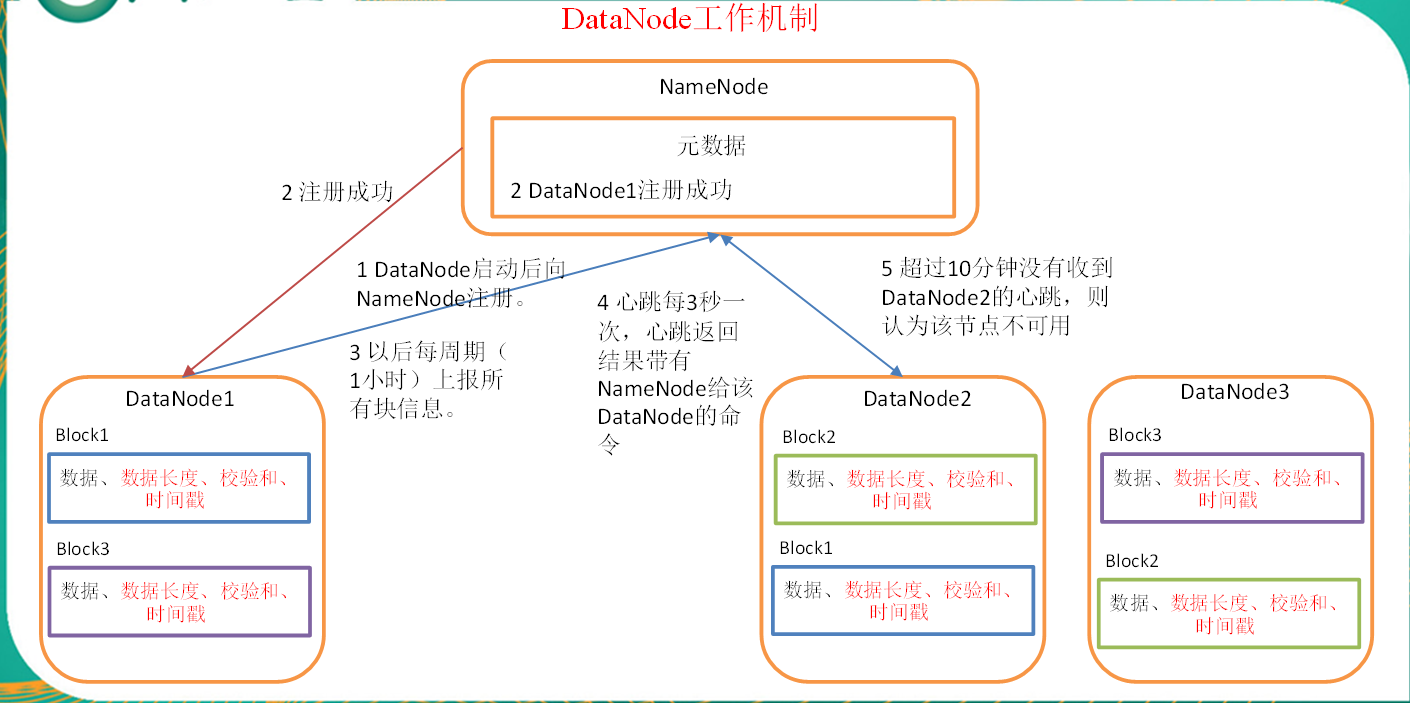 DataNode工作机制
NameNode
元数据
2 DataNode1注册成功
2 注册成功
1 DataNode启动后向
NameNode注册。
3 以后每周期（
1小时）上报所
有块信息。
4 心跳每3秒一
次，心跳返回
结果带有
NameNode给该
DataNode的命
令
5 超过10分钟没有收到
DataNode2的心跳，则
认为该节点不可用
DataNode1
Block1
数据、数据长度、校验和、
时间戳
Block3
数据、数据长度、校验和、
时间戳
DataNode2
Block2
数据、数据长度、校验和、
时间戳
Block1
数据、数据长度、校验和、
时间戳
DataNode3
Block3
数据、数据长度、校验和、
时间戳
Block2
数据、数据长度、校验和、
时间戳